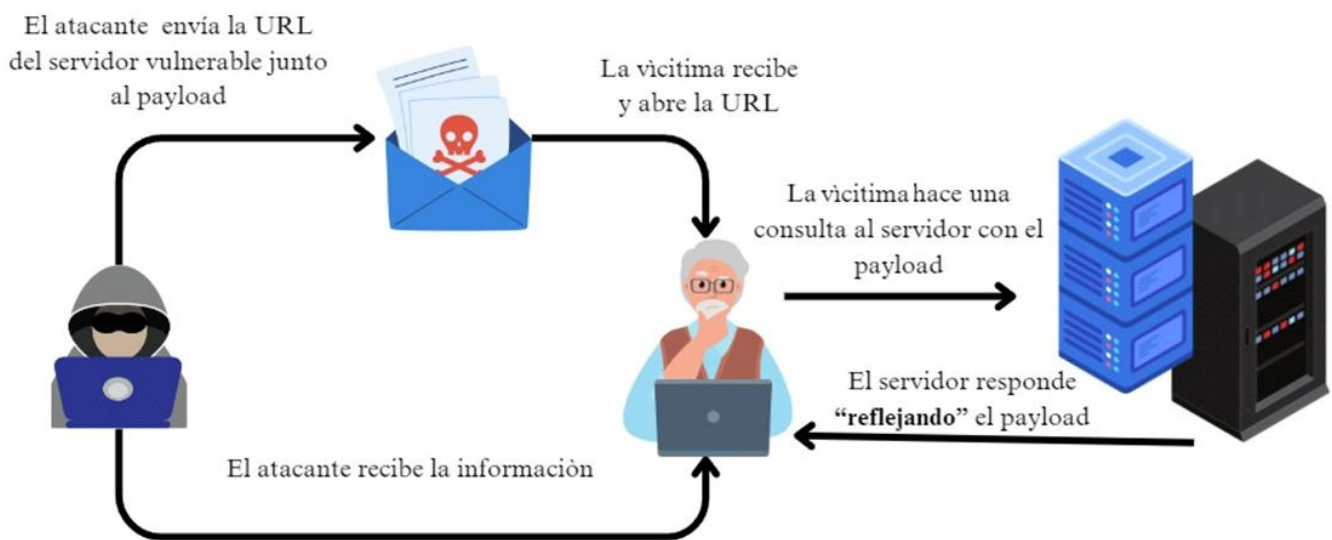 El atacante envía la URL
del servidor vulnerable junto
al payload
La vìcitima recibe
y abre la URL
La vìcitima hace una
consulta al servidor con el
payload
El servidor responde
“reflejando” el payload
El atacante recibe la informaciòn